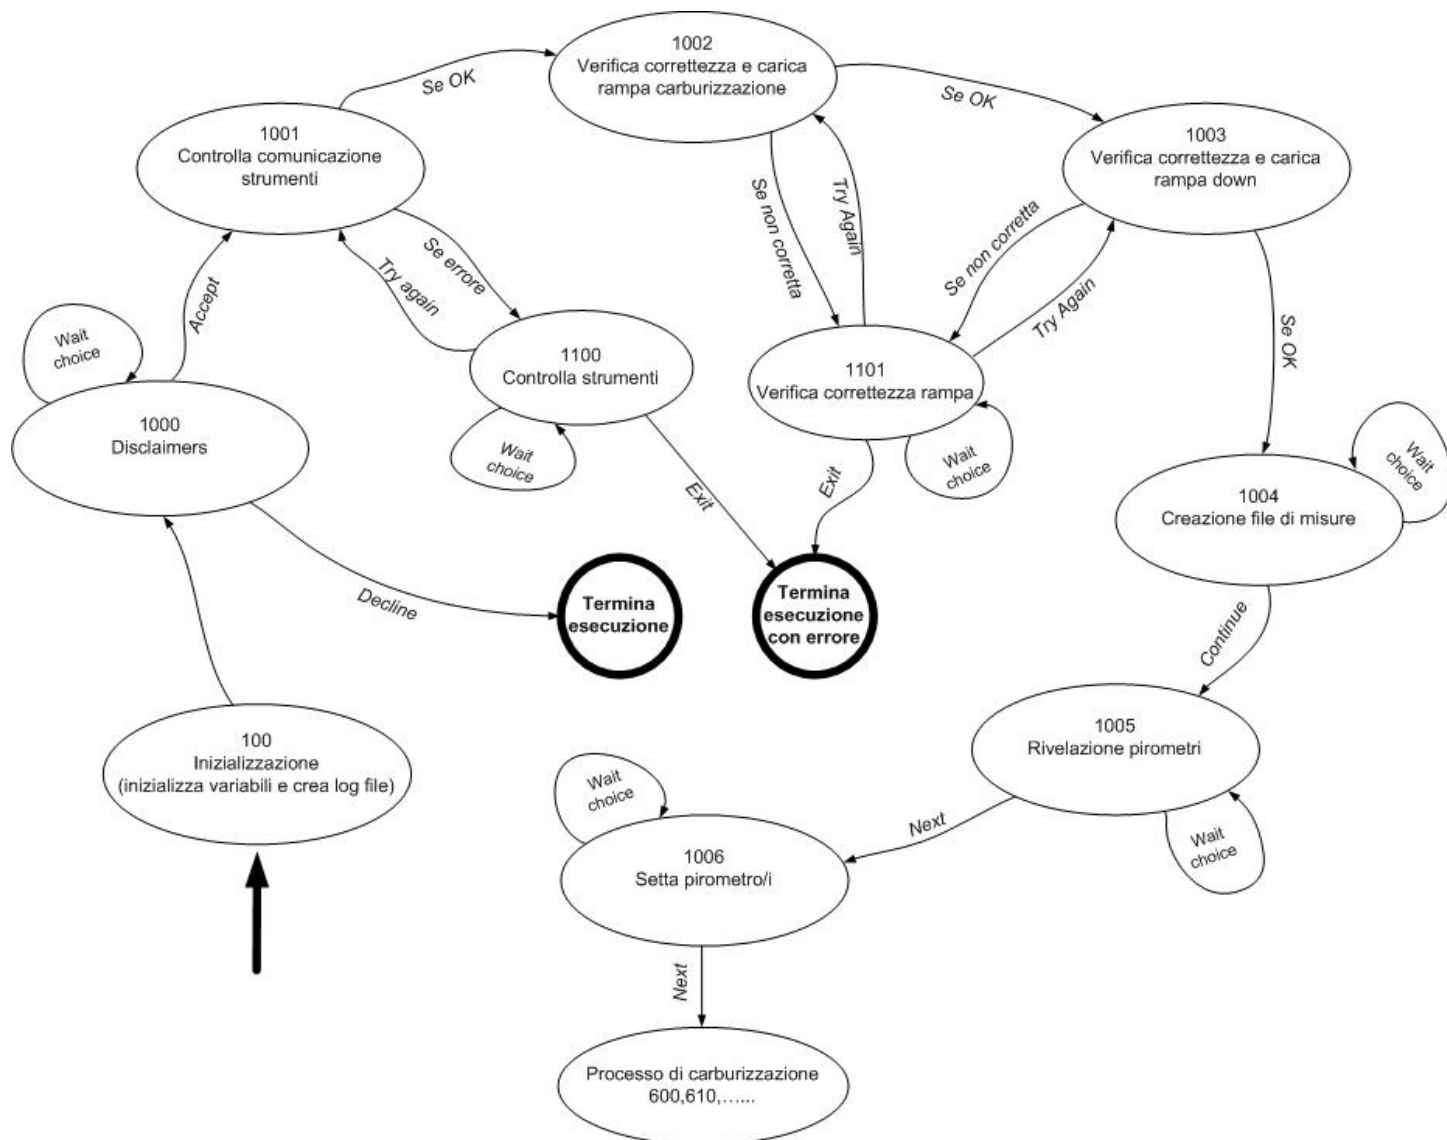 1002
Verifica correttezza e carica
rampa carburizzazione
Se OK
Se OK
1001
Controlla comunicazione
strumenti
1003
Verifica correttezza e carica
rampa down
Se non corretta
Try Again
Se non corretta
Try Again
Se errore
Try again
Accept
Wait
choice
1100
Controlla strumenti
1101
Verifica correttezza rampa
Se OK
1000
Disclaimers
Wait
choice
Wait
choice
Wait
choice
Exit
Exit
1004
Creazione file di misure
Decline
Termina
esecuzione
Termina
esecuzione
con errore
Continue
100
Inizializzazione
(inizializza variabili e crea log file)
1005
Rivelazione pirometri
Wait
choice
Next
Wait
choice
1006
Setta pirometro/i
Next
Processo di carburizzazione
600,610,…...